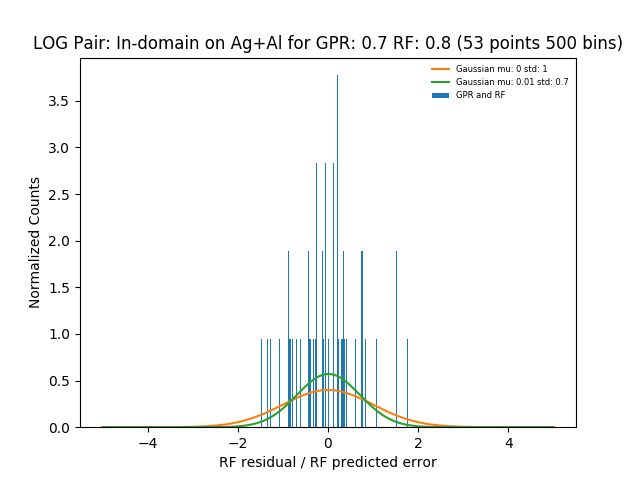 LOG Pair: In-domain on Ag+Al for GPR: 0.7 RF: 0.8 (53 points 500 bins)
Gaussian mu: 0 std: 1
Gaussian mu: 0.01 std: 0.7
GPR and RF
Normalized Counts
3.5
3.0
2.5
2.0
1.5
1.0
0.5
0.0
−4 −2 0 2 4
RF residual / RF predicted error